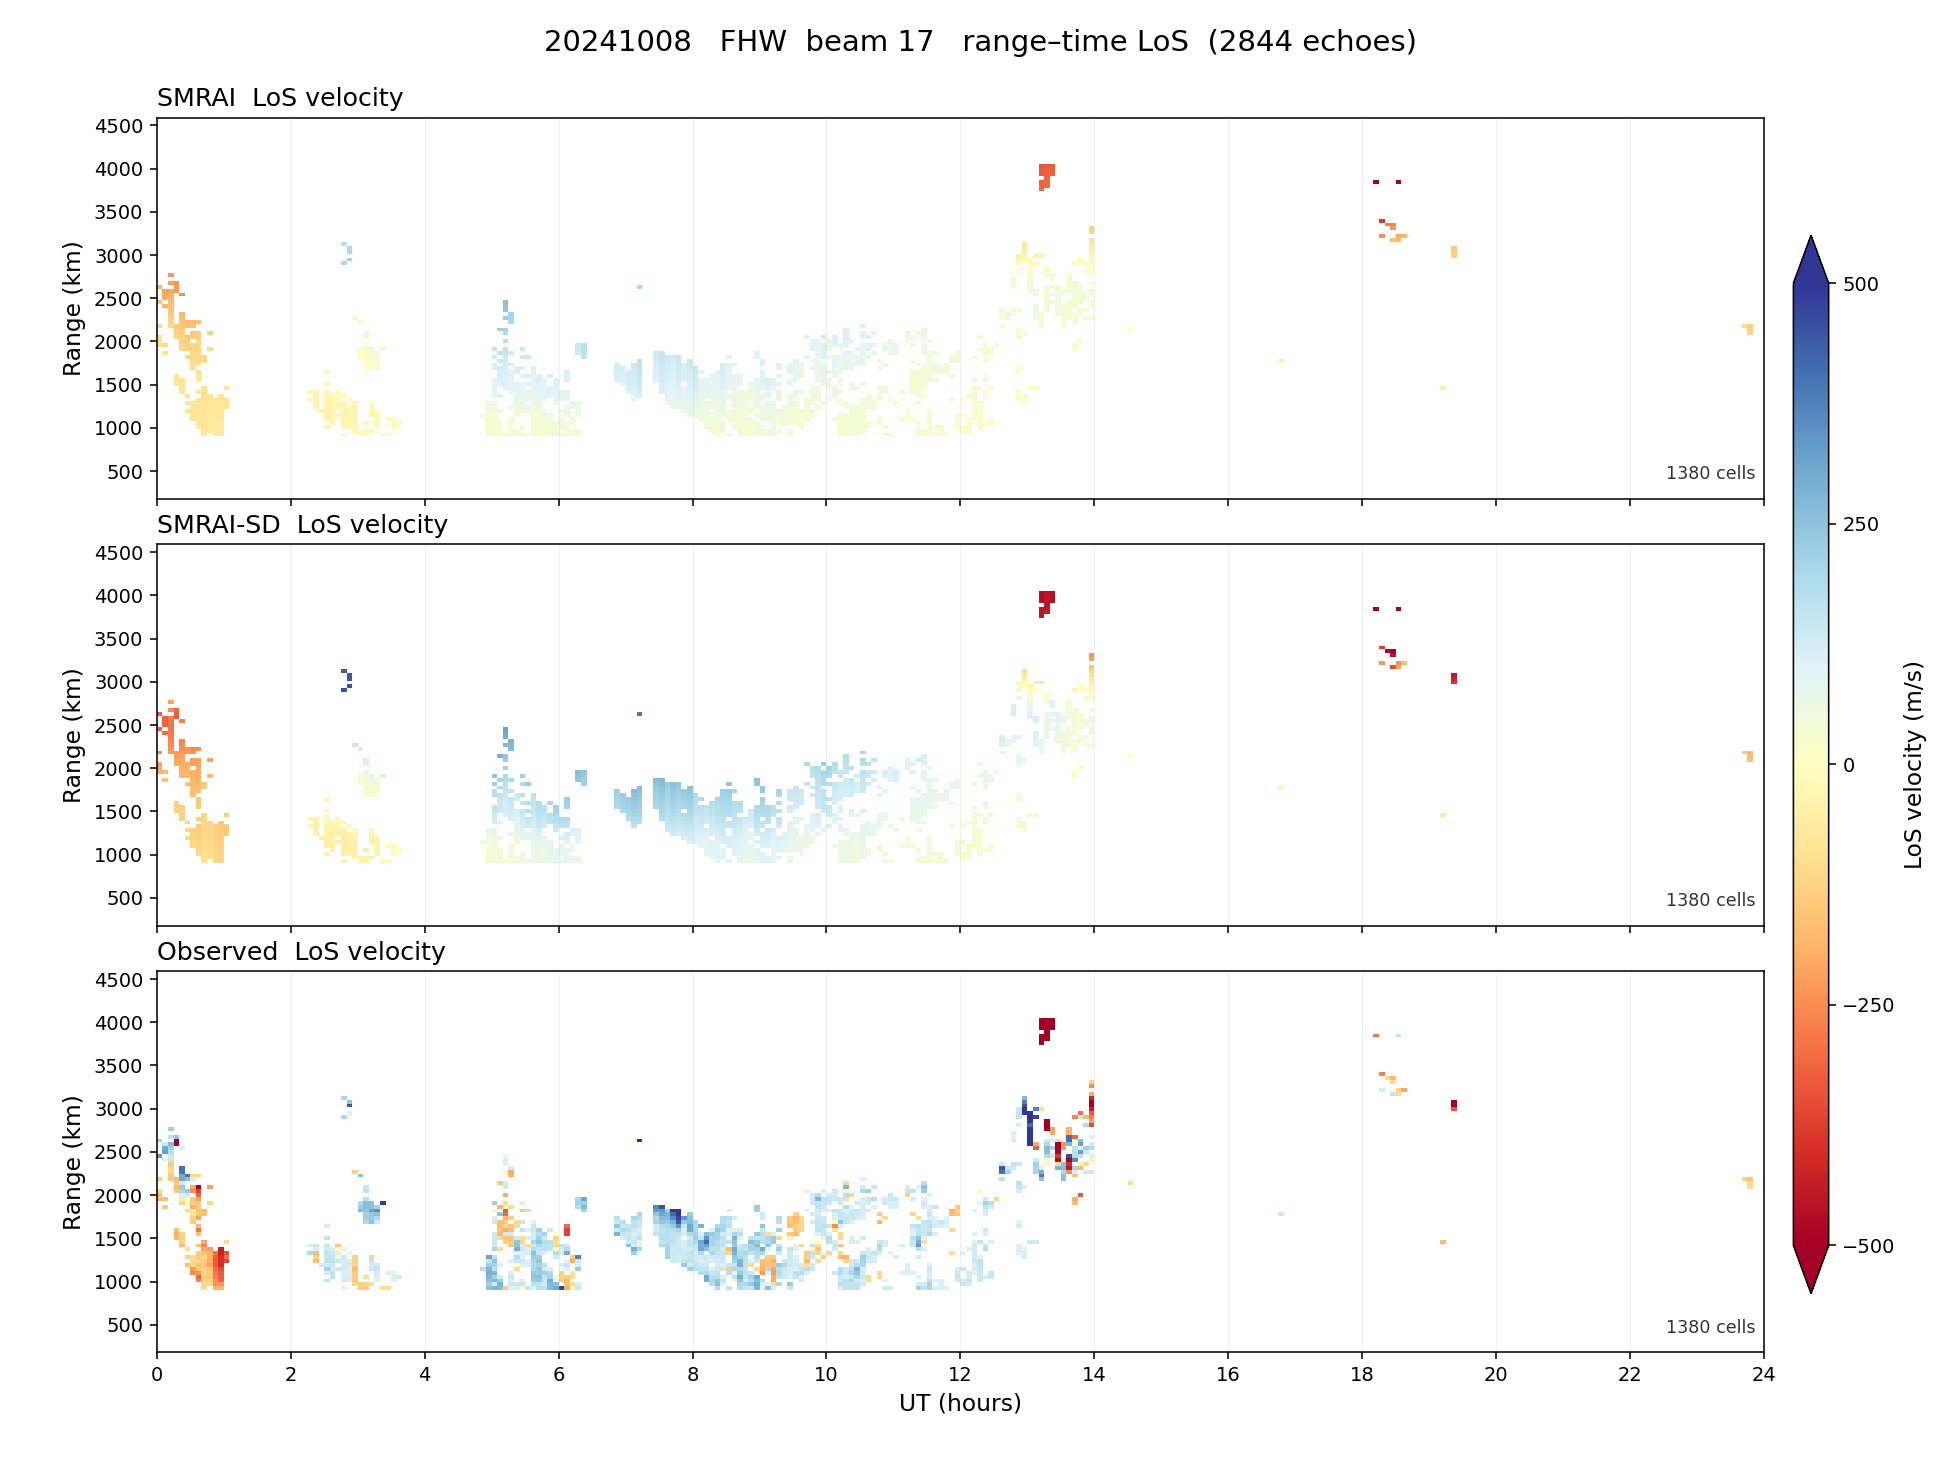 20241008   FHW  beam 17   range–time LoS  (2844 echoes)
SMRAI  LoS velocity
4500
4000
3500
3000
2500
2000
1500
1000
500
Range (km)
1380 cells
SMRAI-SD  LoS velocity
4500
4000
3500
3000
2500
2000
1500
1000
500
Range (km)
1380 cells
Observed  LoS velocity
4500
4000
3500
3000
2500
2000
1500
1000
500
Range (km)
1380 cells
0 2 4 6 8 10 12 14 16 18 20 22 24
UT (hours)
500
250
0
−250
−500
LoS velocity (m/s)